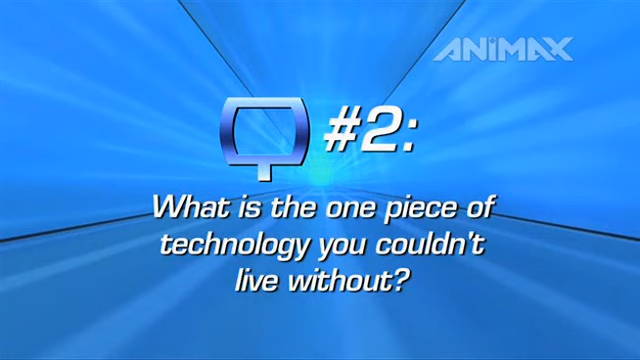 ANiMAX
Q #2:
What is the one piece of
technology you couldn't
live without?